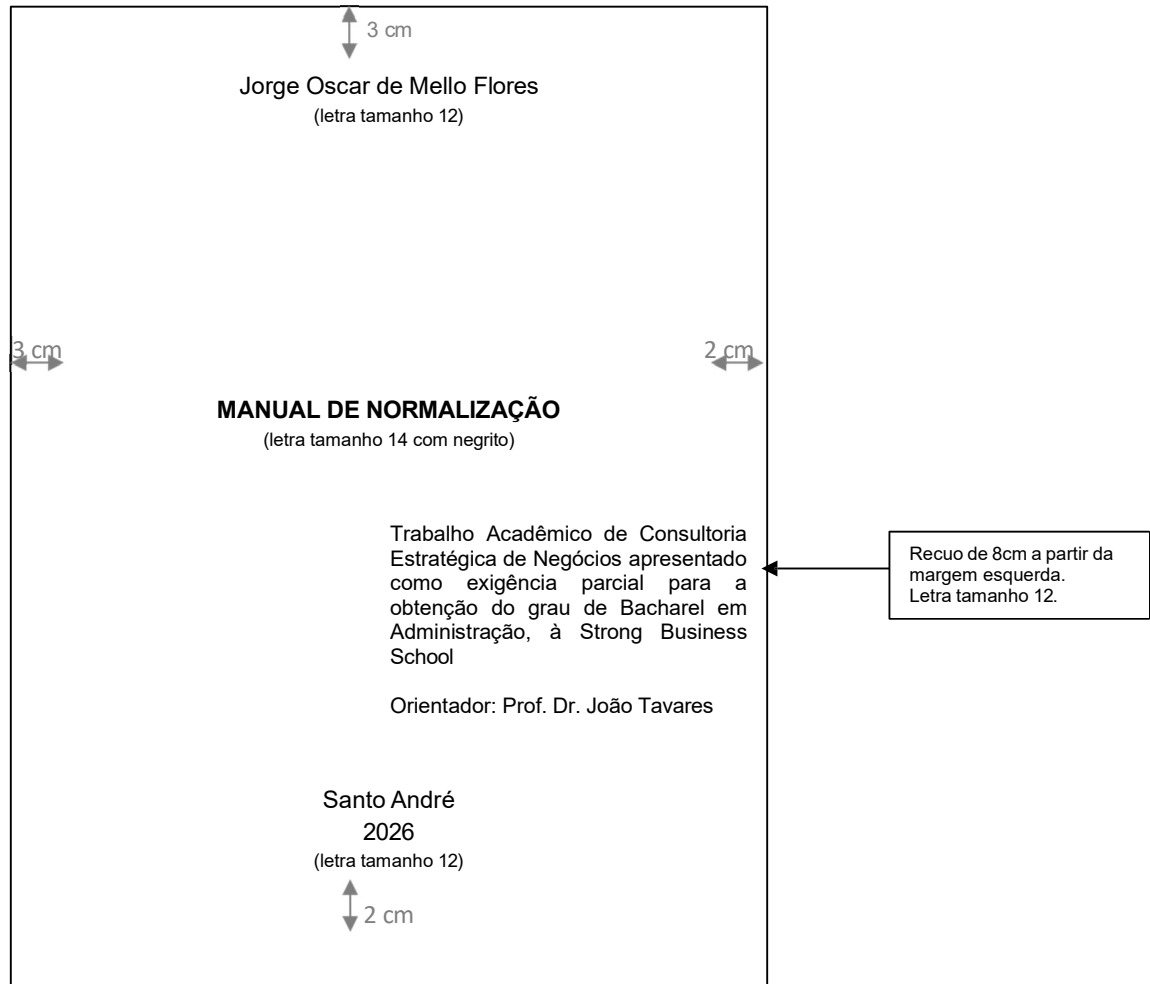 3 cm
Jorge Oscar de Mello Flores
(letra tamanho 12)
3 cm
2 cm
MANUAL DE NORMALIZAÇÃO
(letra tamanho 14 com negrito)
Trabalho Acadêmico de Consultoria
Estratégica de Negócios apresentado
como exigência parcial para a
obtenção do grau de Bacharel em
Administração, à Strong Business
School
Orientador: Prof. Dr. João Tavares
Recuo de 8cm a partir da
margem esquerda.
Letra tamanho 12.
Santo André
2026
(letra tamanho 12)
2 cm